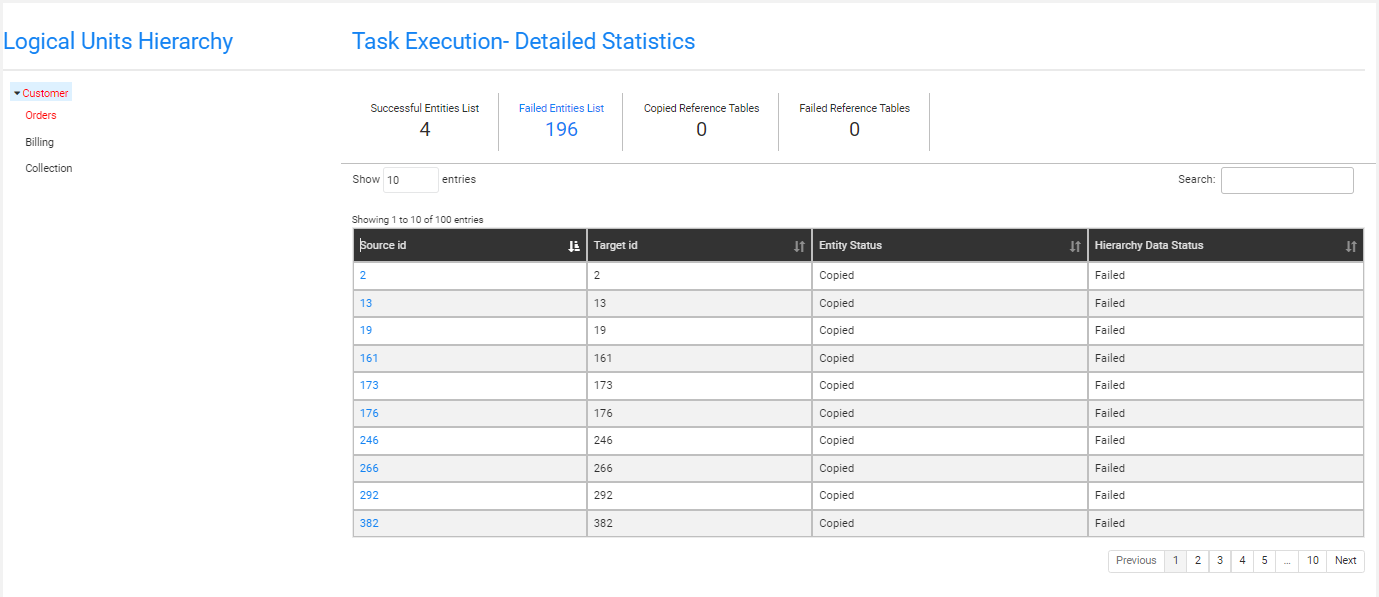 Logical Units Hierarchy
Task Execution- Detailed Statistics
Customer
Orders
Billing
Collection
Successful Entities List
4
Failed Entities List
196
Copied Reference Tables
0
Failed Reference Tables
0
Show 10 entries
Search:
Showing 1 to 10 of 100 entries
Source id Target id Entity Status Hierarchy Data Status
2 2 Copied Failed
13 13 Copied Failed
19 19 Copied Failed
161 161 Copied Failed
173 173 Copied Failed
176 176 Copied Failed
246 246 Copied Failed
266 266 Copied Failed
292 292 Copied Failed
382 382 Copied Failed
Previous 1 2 3 4 5 ... 10 Next